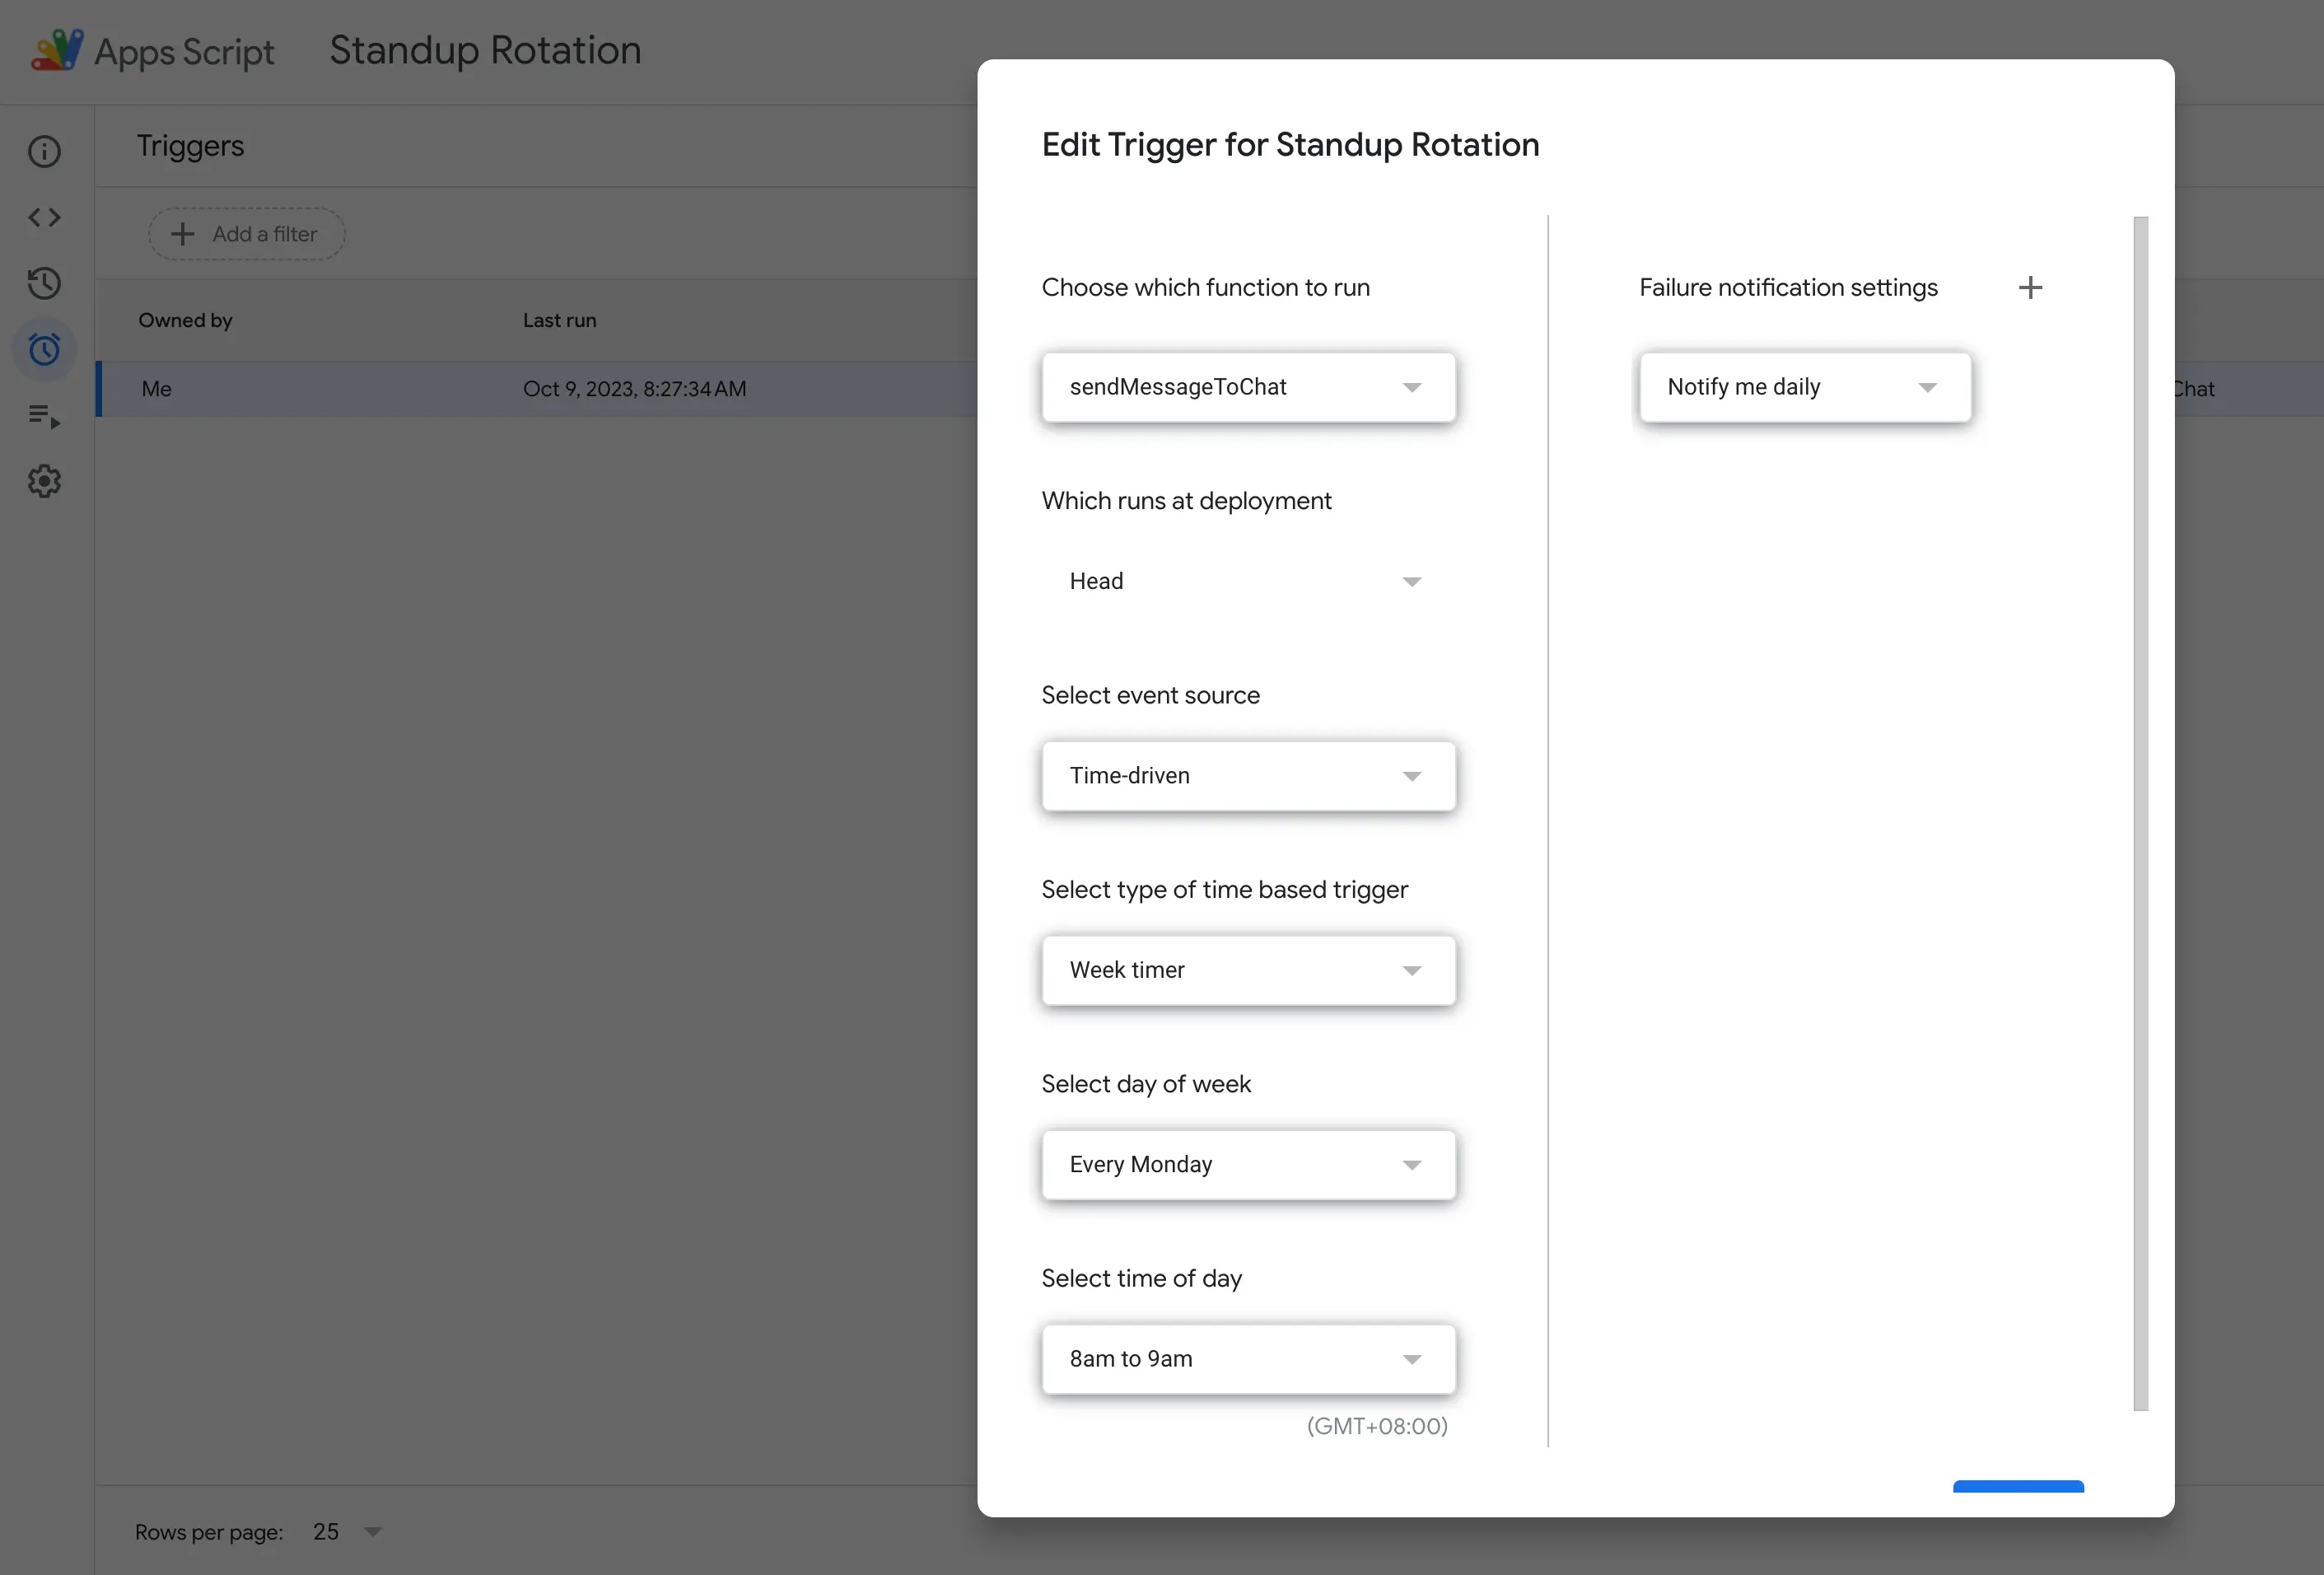 Apps Script
Standup Rotation
Triggers
Add a filter
Owned by
Last run
Me
Oct 9, 2023, 8:27:34 AM
Chat
Rows per page:
25
Edit Trigger for Standup Rotation
Choose which function to run
sendMessageToChat
Which runs at deployment
Head
Select event source
Time-driven
Select type of time based trigger
Week timer
Select day of week
Every Monday
Select time of day
8am to 9am
(GMT+08:00)
Failure notification settings
Notify me daily